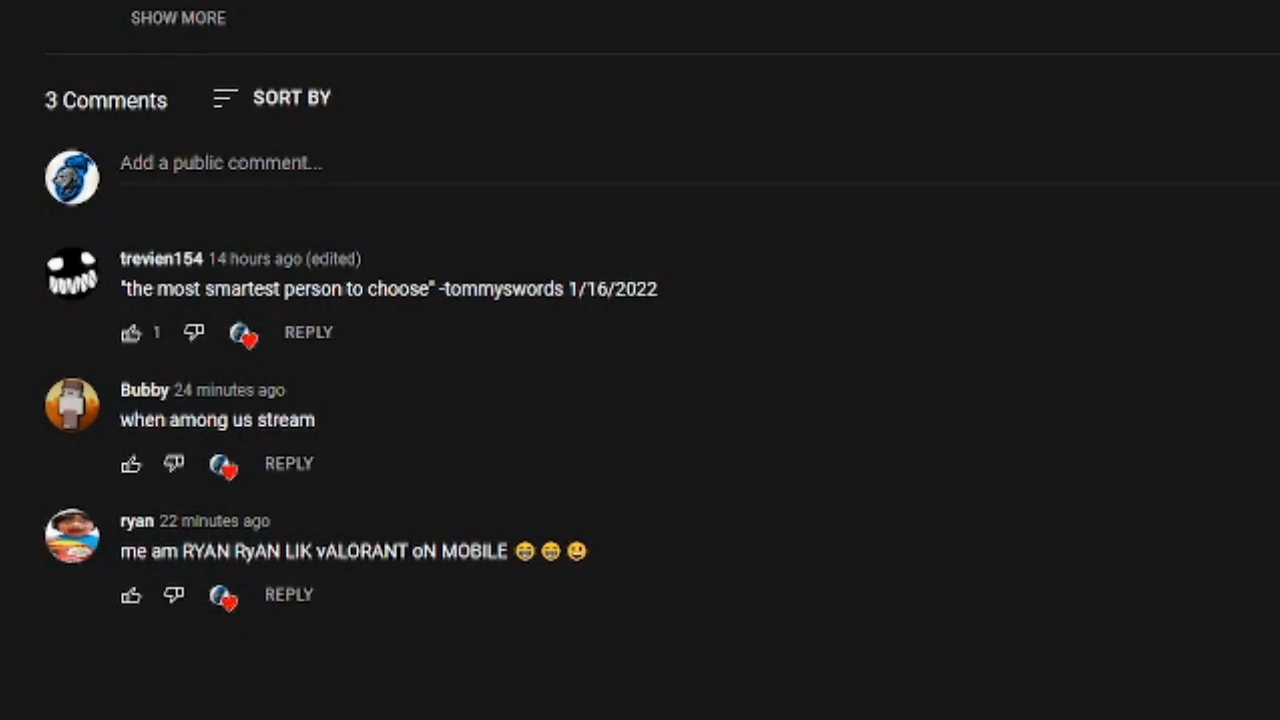 SHOW MORE
3 Comments SORT BY
Add a public comment...
trevien154 14 hours ago (edited)
"the most smartest person to choose" -tommyswords 1/16/2022
1 REPLY
Bubby 24 minutes ago
when among us stream
REPLY
ryan 22 minutes ago
me am RYAN RyAN LIK vALORANT oN MOBILE 😁 😁 😃
REPLY